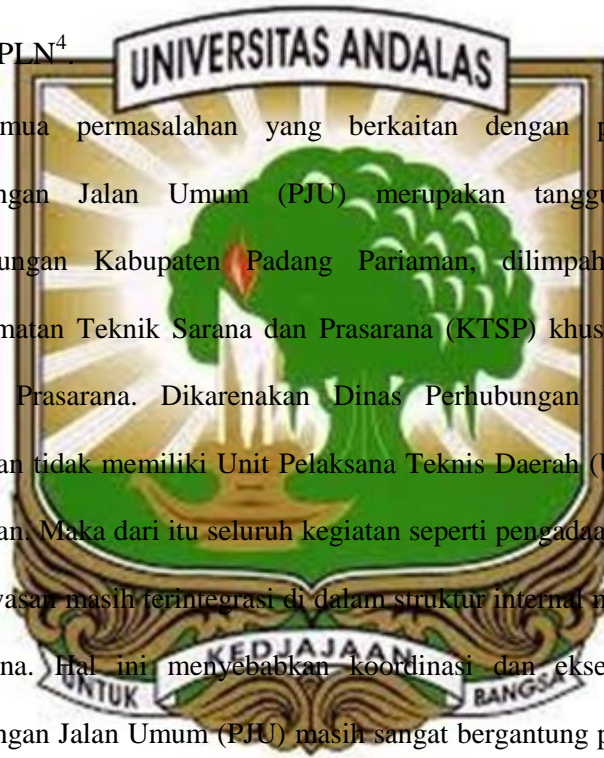 UNIVERSITAS ANDALAS
PLN⁴.
mua permasalahan yang berkaitan dengan p
ngan Jalan Umum (PJU) merupakan tanggu
ungan Kabupaten Padang Pariaman, dilimpah
matan Teknik Sarana dan Prasarana (KTSP) khus
Prasarana. Dikarenakan Dinas Perhubungan
an tidak memiliki Unit Pelaksana Teknis Daerah (U
an. Maka dari itu seluruh kegiatan seperti pengadaa
wasan masih terintegrasi di dalam struktur internal m
na. Hal ini menyebabkan koordinasi dan ekse
UNTUK KEDJAJAAN BANGSA
ngan Jalan Umum (PJU) masih sangat bergantung p